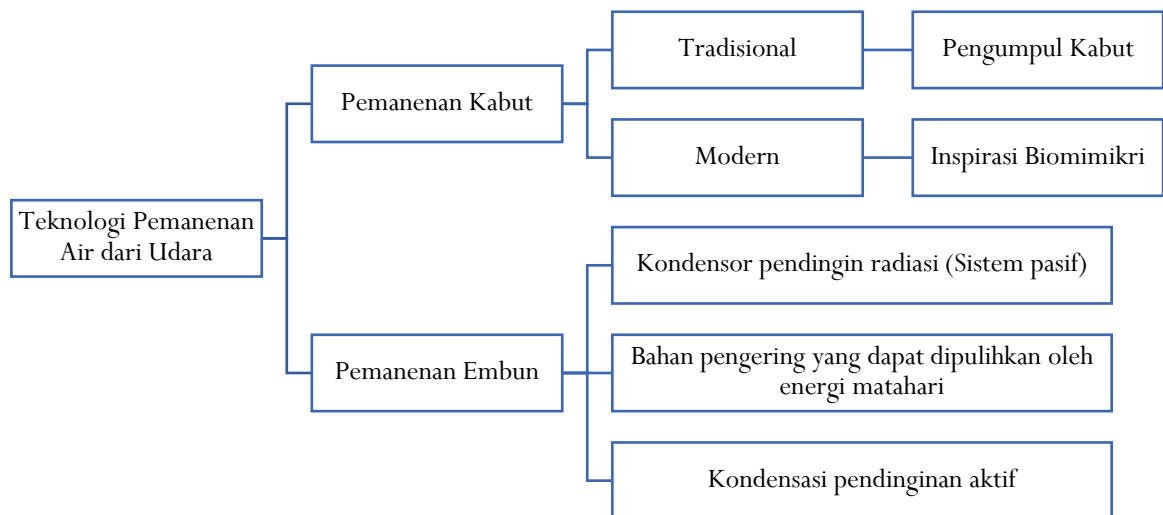 Teknologi Pemanenan
Air dari Udara
Pemanenan Kabut
Tradisional
Pengumpul Kabut
Modern
Inspirasi Biomimikri
Pemanenan Embun
Kondensor pendingin radiasi (Sistem pasif)
Bahan pengering yang dapat dipulihkan oleh
energi matahari
Kondensasi pendinginan aktif